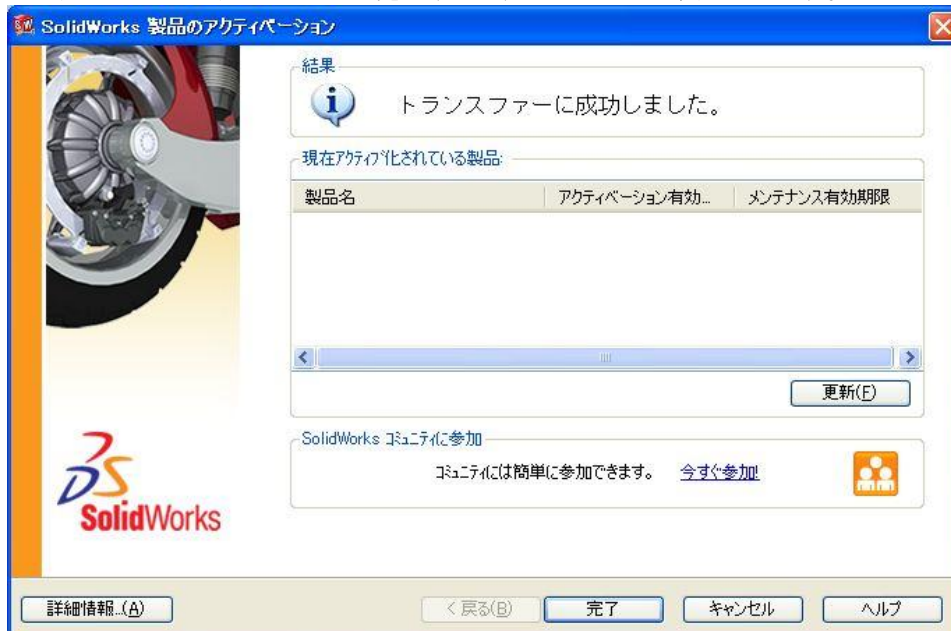 SolidWorks 製品のアクティベーション
結果
トランスファーに成功しました。
現在アクティブ化されている製品:
製品名 アクティベーション有効... メンテナンス有効期限
更新(F)
SolidWorks コミュニティに参加
コミュニティには簡単に参加できます。 今すぐ参加!
SolidWorks
詳細情報...(A) < 戻る(B) 完了 キャンセル ヘルプ